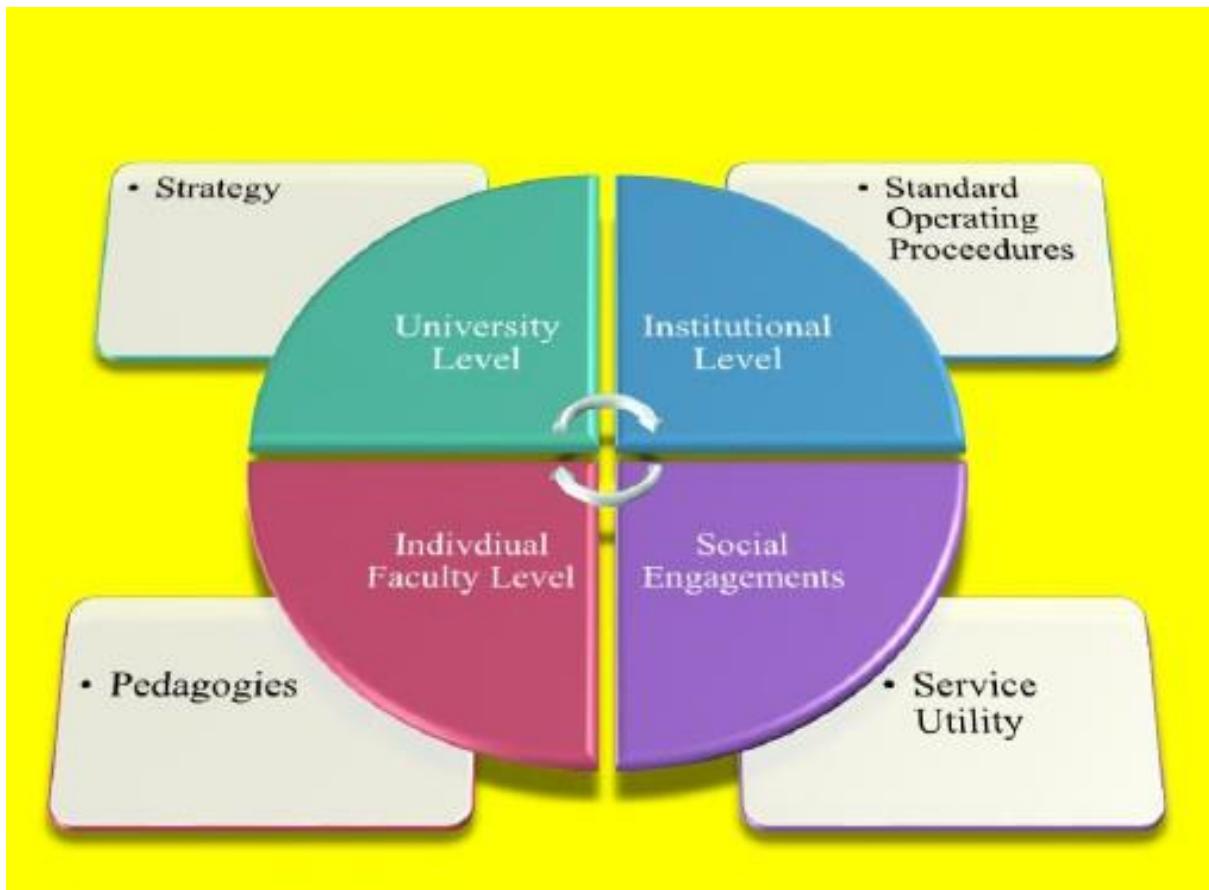 • Strategy
• Standard
Operating
Proceedures
University
Level
Institutional
Level
Indivdiual
Faculty Level
Social
Engagements
• Pedagogies
• Service
Utility